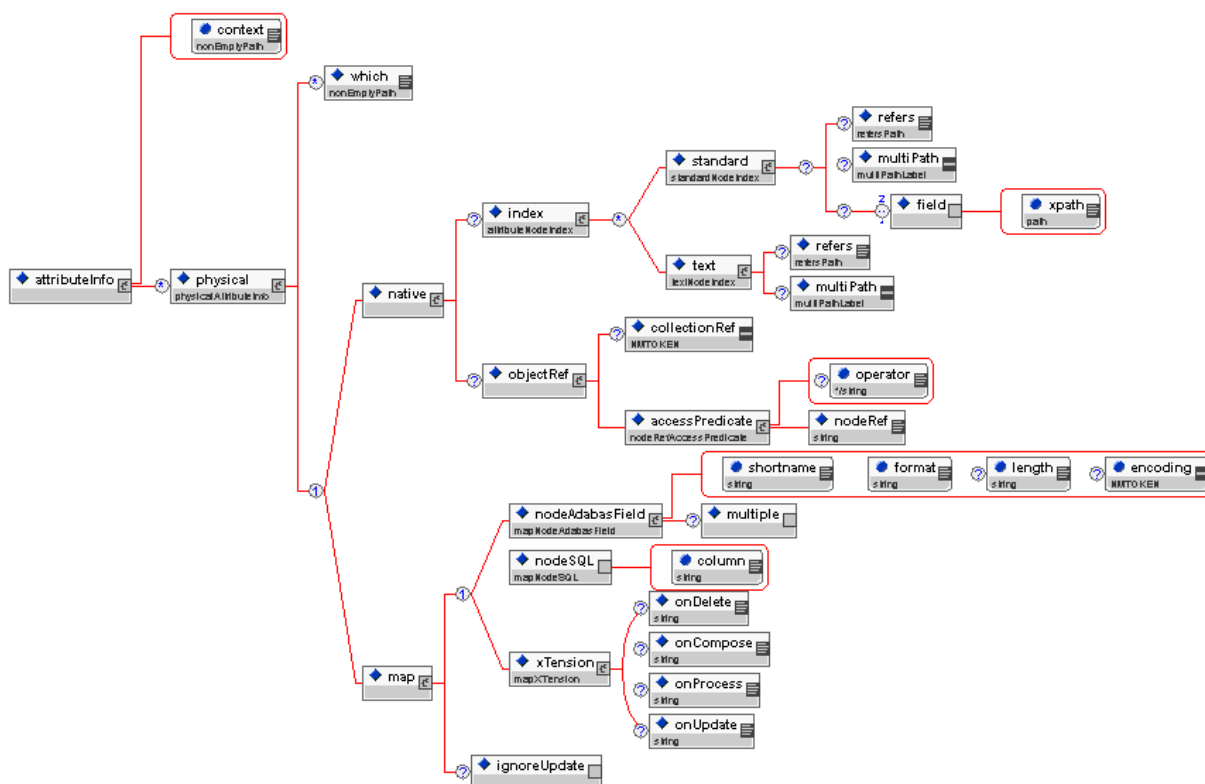 context
nonEmptyPath
which
nonEmptyPath
refers
refersPath
standard
standardNodeIndex
multiPath
multiPathLabel
2
field
xpath
path
index
attributeNodeIndex
refers
refersPath
text
textNodeIndex
multiPath
multiPathLabel
attributeInfo
physical
physicalAttributeInfo
native
collectionRef
NMTOKEN
objectRef
operator
accessPredicate
nodeRefAccessPredicate
nodeRef
string
shortname
string
format
string
length
string
encoding
NMTOKEN
nodeAdabasField
mapNodeAdabasField
multiple
nodeSQL
mapNodeSQL
column
string
1
1
onDelete
string
onCompose
string
xTension
mapXTension
map
onProcess
string
onUpdate
string
ignoreUpdate